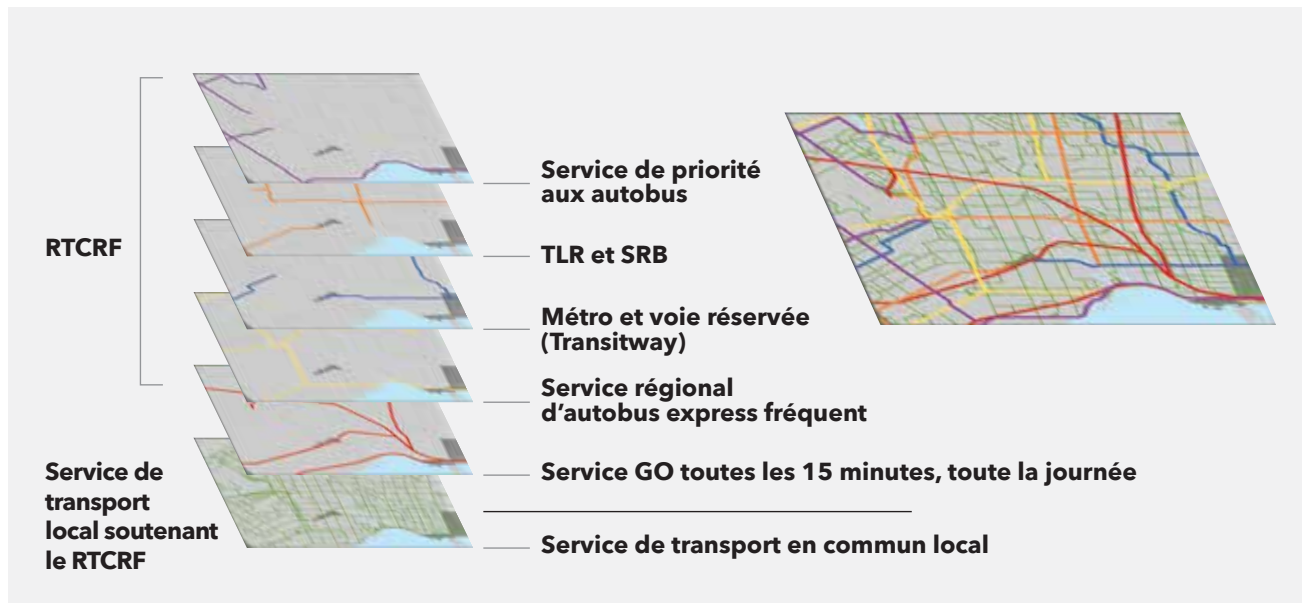 RTCRF
Service de priorité
aux autobus
TLR et SRB
Métro et voie réservée
(Transitway)
Service régional
d'autobus express fréquent
Service GO toutes les 15 minutes, toute la journée
Service de
transport
local soutenant
le RTCRF
Service de transport en commun local